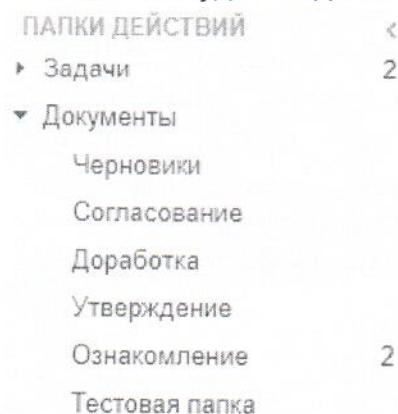 ПАПКИ ДЕЙСТВИЙ
Задачи 2
Документы
Черновики
Согласование
Доработка
Утверждение
Ознакомление 2
Тестовая папка